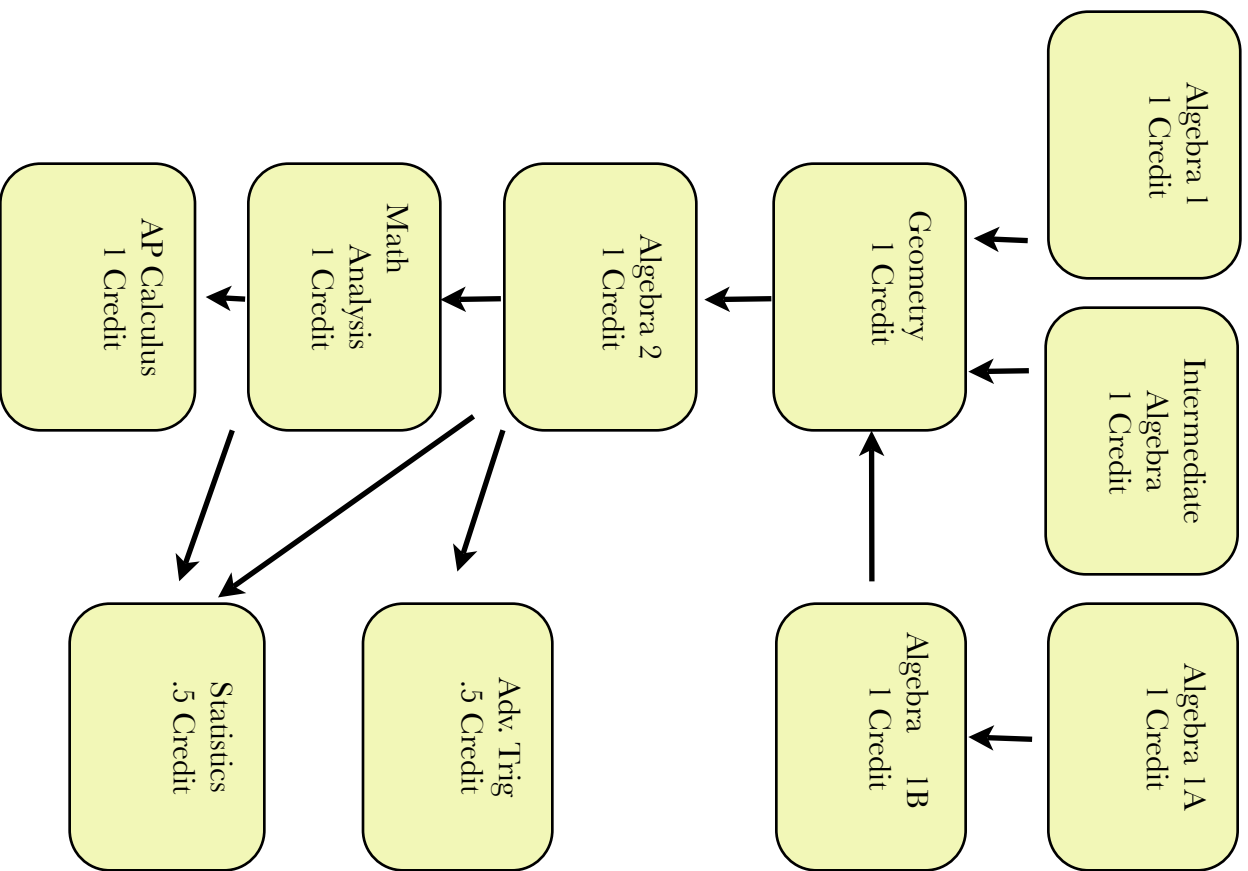 Algebra 1
1 Credit
Intermediate
Algebra
1 Credit
Algebra 1A
1 Credit
Geometry
1 Credit
Algebra 1B
1 Credit
Algebra 2
1 Credit
Adv. Trig
.5 Credit
Math
Analysis
1 Credit
Statistics
.5 Credit
AP Calculus
1 Credit